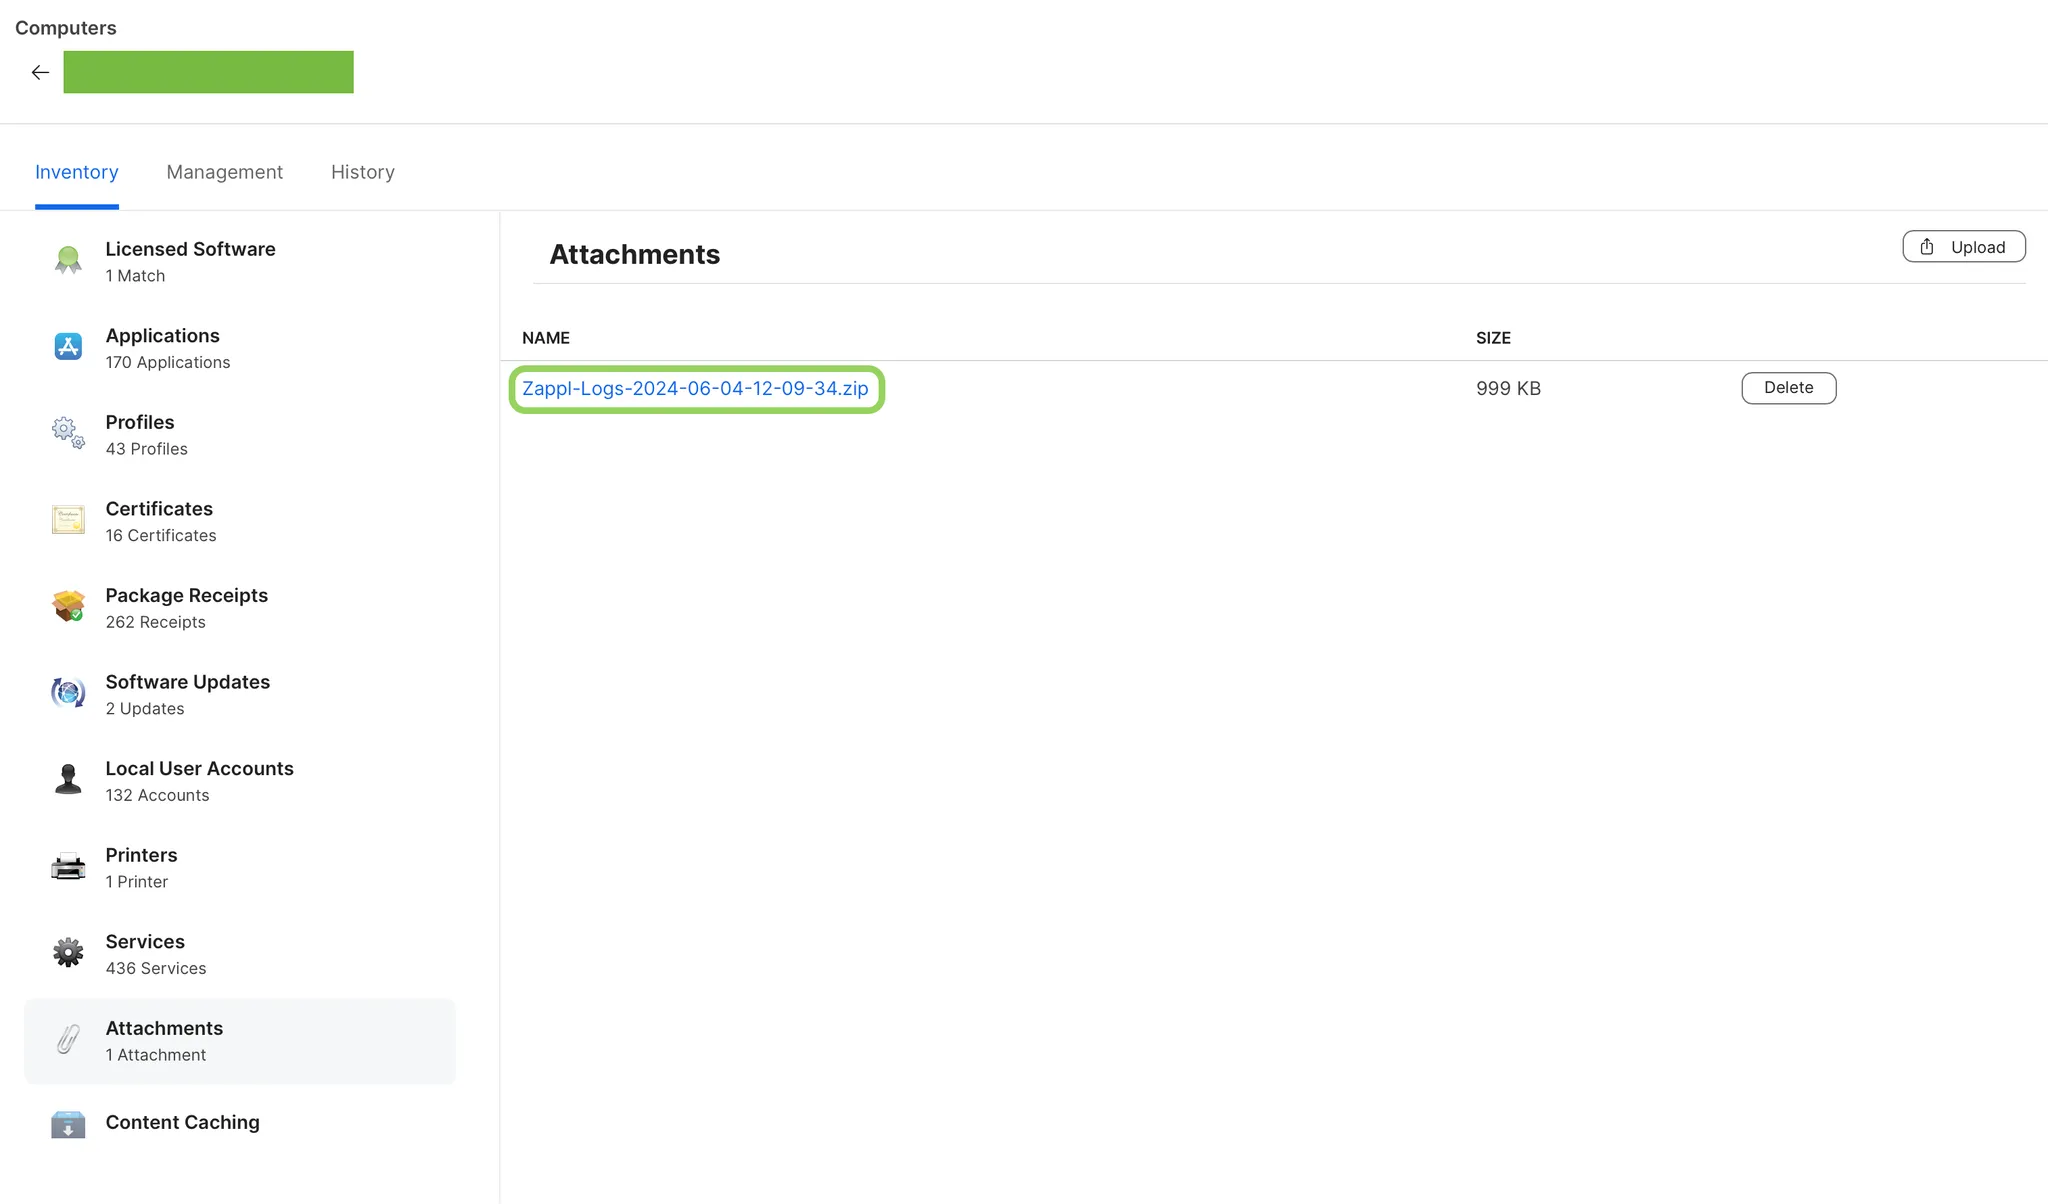 Computers
Inventory
Management
History
Licensed Software
1 Match
Applications
170 Applications
Profiles
43 Profiles
Certificates
16 Certificates
Package Receipts
262 Receipts
Software Updates
2 Updates
Local User Accounts
132 Accounts
Printers
1 Printer
Services
436 Services
Attachments
1 Attachment
Content Caching
Attachments
Upload
NAME
SIZE
Zappl-Logs-2024-06-04-12-09-34.zip
999 KB
Delete